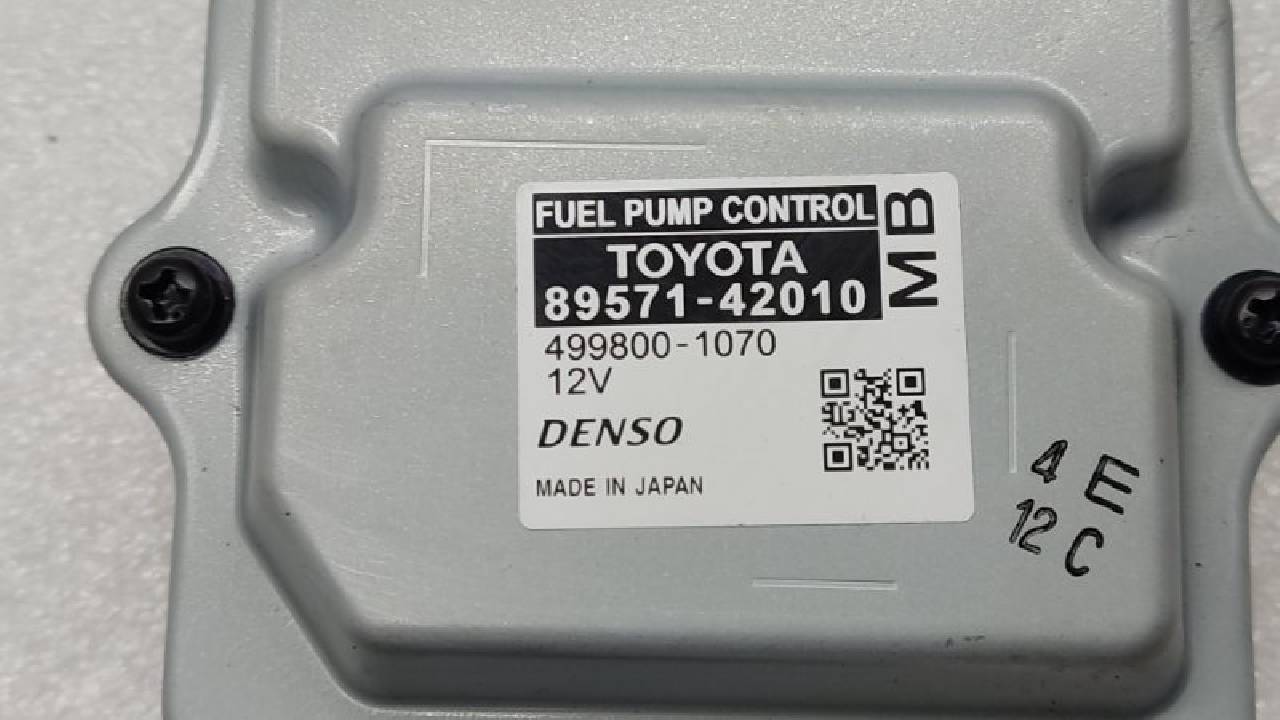 FUEL PUMP CONTROL
TOYOTA
89571-42010
MB
499800-1070
12V
DENSO
MADE IN JAPAN
4 E
12 C